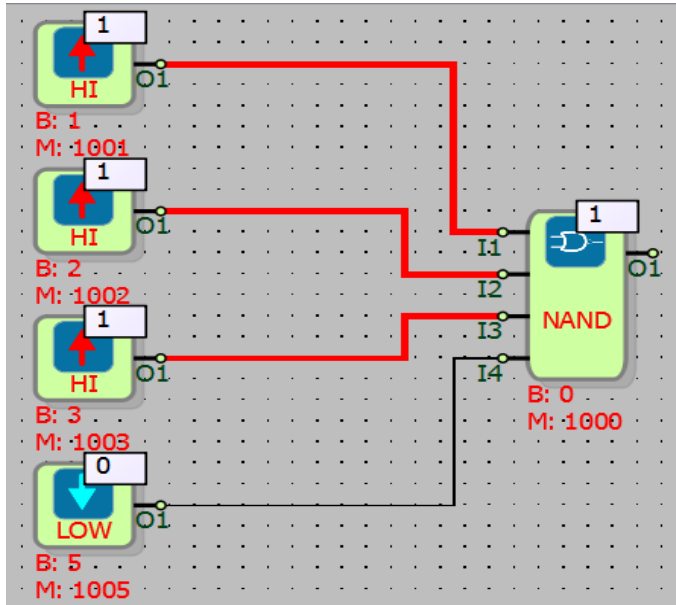 1
HI
O1
B: 1
M: 1001
1
HI
O1
B: 2
M: 1002
1
HI
O1
B: 3
M: 1003
0
LOW
O1
B: 5
M: 1005
1
I1
I2
I3
I4
NAND
O1
B: 0
M: 1000